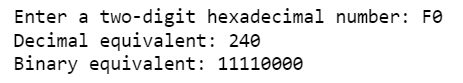 Enter a two-digit hexadecimal number: F0
Decimal equivalent: 240
Binary equivalent: 11110000